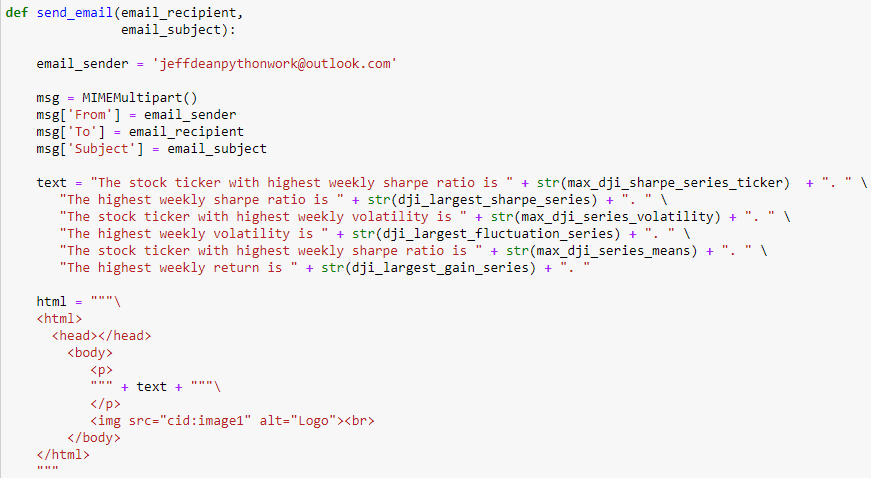 def send_email(email_recipient,
               email_subject):

    email_sender = 'jeffdeanpythonwork@outlook.com'

    msg = MIMEMultipart()
    msg['From'] = email_sender
    msg['To'] = email_recipient
    msg['Subject'] = email_subject

    text = "The stock ticker with highest weekly sharpe ratio is " + str(max_dji_sharpe_series_ticker)  + ". " \
       "The highest weekly sharpe ratio is " + str(dji_largest_sharpe_series) + ". " \
       "The stock ticker with highest weekly volatility is " + str(max_dji_series_volatility) + ". " \
       "The highest weekly volatility is " + str(dji_largest_fluctuation_series) + ". " \
       "The stock ticker with highest weekly sharpe ratio is " + str(max_dji_series_means) + ". " \
       "The highest weekly return is " + str(dji_largest_gain_series) + ". "

    html = """\
    <html>
      <head></head>
        <body>
           <p>
           """ + text + """\
           </p>
           <img src="cid:image1" alt="Logo"><br>
        </body>
    </html>
    """